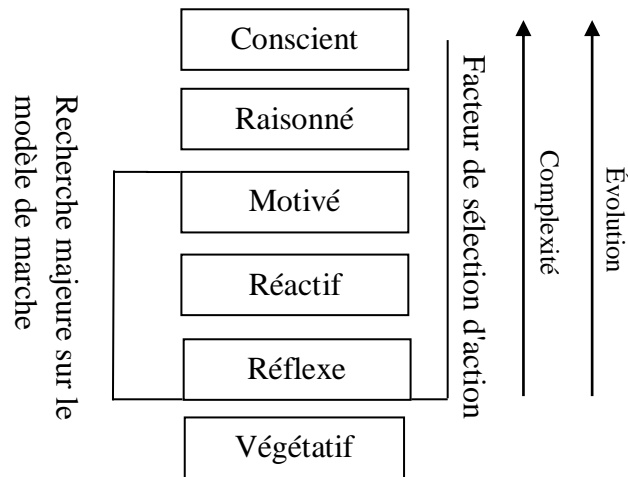 Conscient
Raisonné
Motivé
Réactif
Réflexe
Végétatif
Recherche majeure sur le
modèle de marche
Facteur de sélection d'action
Complexité
Évolution